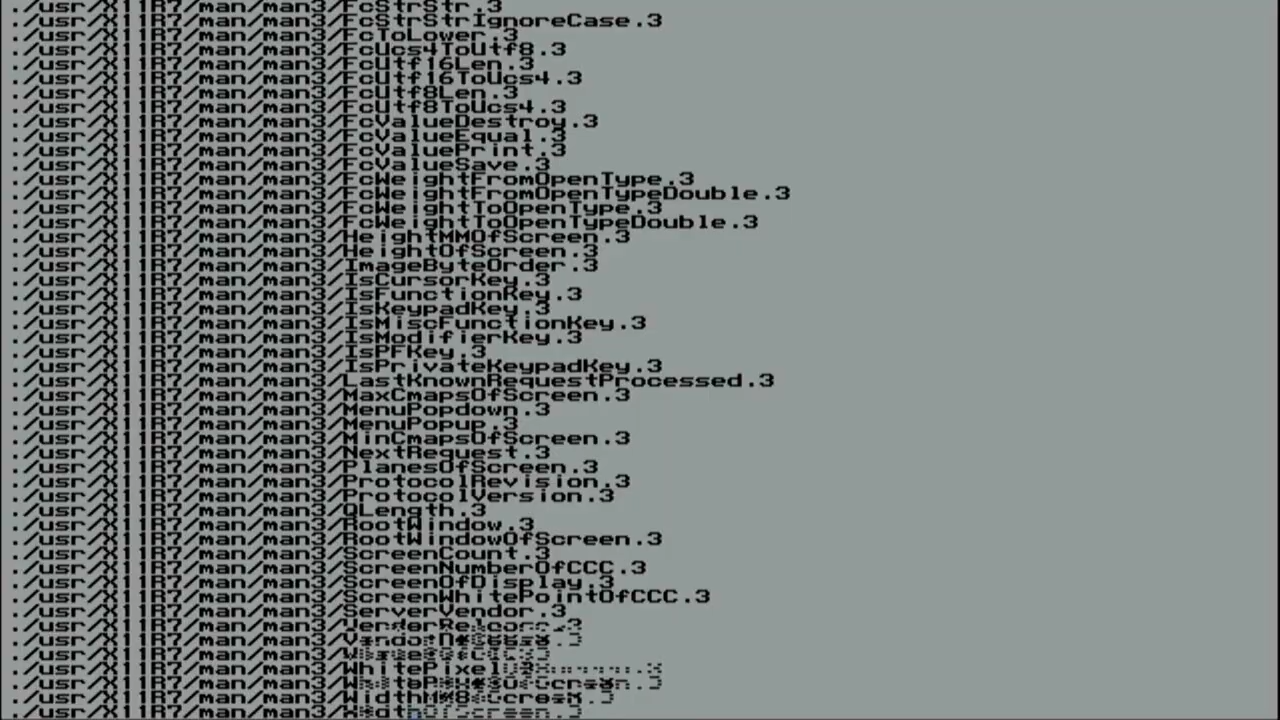 ./usr/X11R7/man/man3/FcStrStr.3
./usr/X11R7/man/man3/FcStrStrIgnoreCase.3
./usr/X11R7/man/man3/FcToLower.3
./usr/X11R7/man/man3/FcUcs4ToUtf8.3
./usr/X11R7/man/man3/FcUtf16Len.3
./usr/X11R7/man/man3/FcUtf16ToUcs4.3
./usr/X11R7/man/man3/FcUtf8Len.3
./usr/X11R7/man/man3/FcUtf8ToUcs4.3
./usr/X11R7/man/man3/FcValueDestroy.3
./usr/X11R7/man/man3/FcValueEqual.3
./usr/X11R7/man/man3/FcValuePrint.3
./usr/X11R7/man/man3/FcValueSave.3
./usr/X11R7/man/man3/FcWeightFromOpenType.3
./usr/X11R7/man/man3/FcWeightFromOpenTypeDouble.3
./usr/X11R7/man/man3/FcWeightToOpenType.3
./usr/X11R7/man/man3/FcWeightToOpenTypeDouble.3
./usr/X11R7/man/man3/HeightMMOfScreen.3
./usr/X11R7/man/man3/HeightOfScreen.3
./usr/X11R7/man/man3/ImageByteOrder.3
./usr/X11R7/man/man3/IsCursorKey.3
./usr/X11R7/man/man3/IsFunctionKey.3
./usr/X11R7/man/man3/IsKeypadKey.3
./usr/X11R7/man/man3/IsMiscFunctionKey.3
./usr/X11R7/man/man3/IsModifierKey.3
./usr/X11R7/man/man3/IsPFKey.3
./usr/X11R7/man/man3/IsPrivateKeypadKey.3
./usr/X11R7/man/man3/LastKnownRequestProcessed.3
./usr/X11R7/man/man3/MaxCmapsOfScreen.3
./usr/X11R7/man/man3/MenuPopdown.3
./usr/X11R7/man/man3/MenuPopup.3
./usr/X11R7/man/man3/MinCmapsOfScreen.3
./usr/X11R7/man/man3/NextRequest.3
./usr/X11R7/man/man3/PlanesOfScreen.3
./usr/X11R7/man/man3/ProtocolRevision.3
./usr/X11R7/man/man3/ProtocolVersion.3
./usr/X11R7/man/man3/QLength.3
./usr/X11R7/man/man3/RootWindow.3
./usr/X11R7/man/man3/RootWindowOfScreen.3
./usr/X11R7/man/man3/ScreenCount.3
./usr/X11R7/man/man3/ScreenNumberOfCCC.3
./usr/X11R7/man/man3/ScreenOfDisplay.3
./usr/X11R7/man/man3/ScreenWhitePointOfCCC.3
./usr/X11R7/man/man3/ServerVendor.3
./usr/X11R7/man/man3/
./usr/X11R7/man/man3/
./usr/X11R7/man/man3/
./usr/X11R7/man/man3/
./usr/X11R7/man/man3/
./usr/X11R7/man/man3/
./usr/X11R7/man/man3/